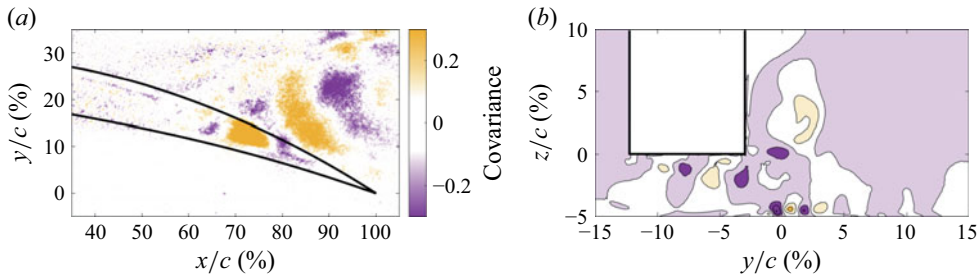 (a)
30
20
10
0
y/c (%)
40 50 60 70 80 90 100
x/c (%)
0.2
0
−0.2
Covariance
(b)
10
5
0
−5
z/c (%)
−15 −10 −5 0 5 10 15
y/c (%)